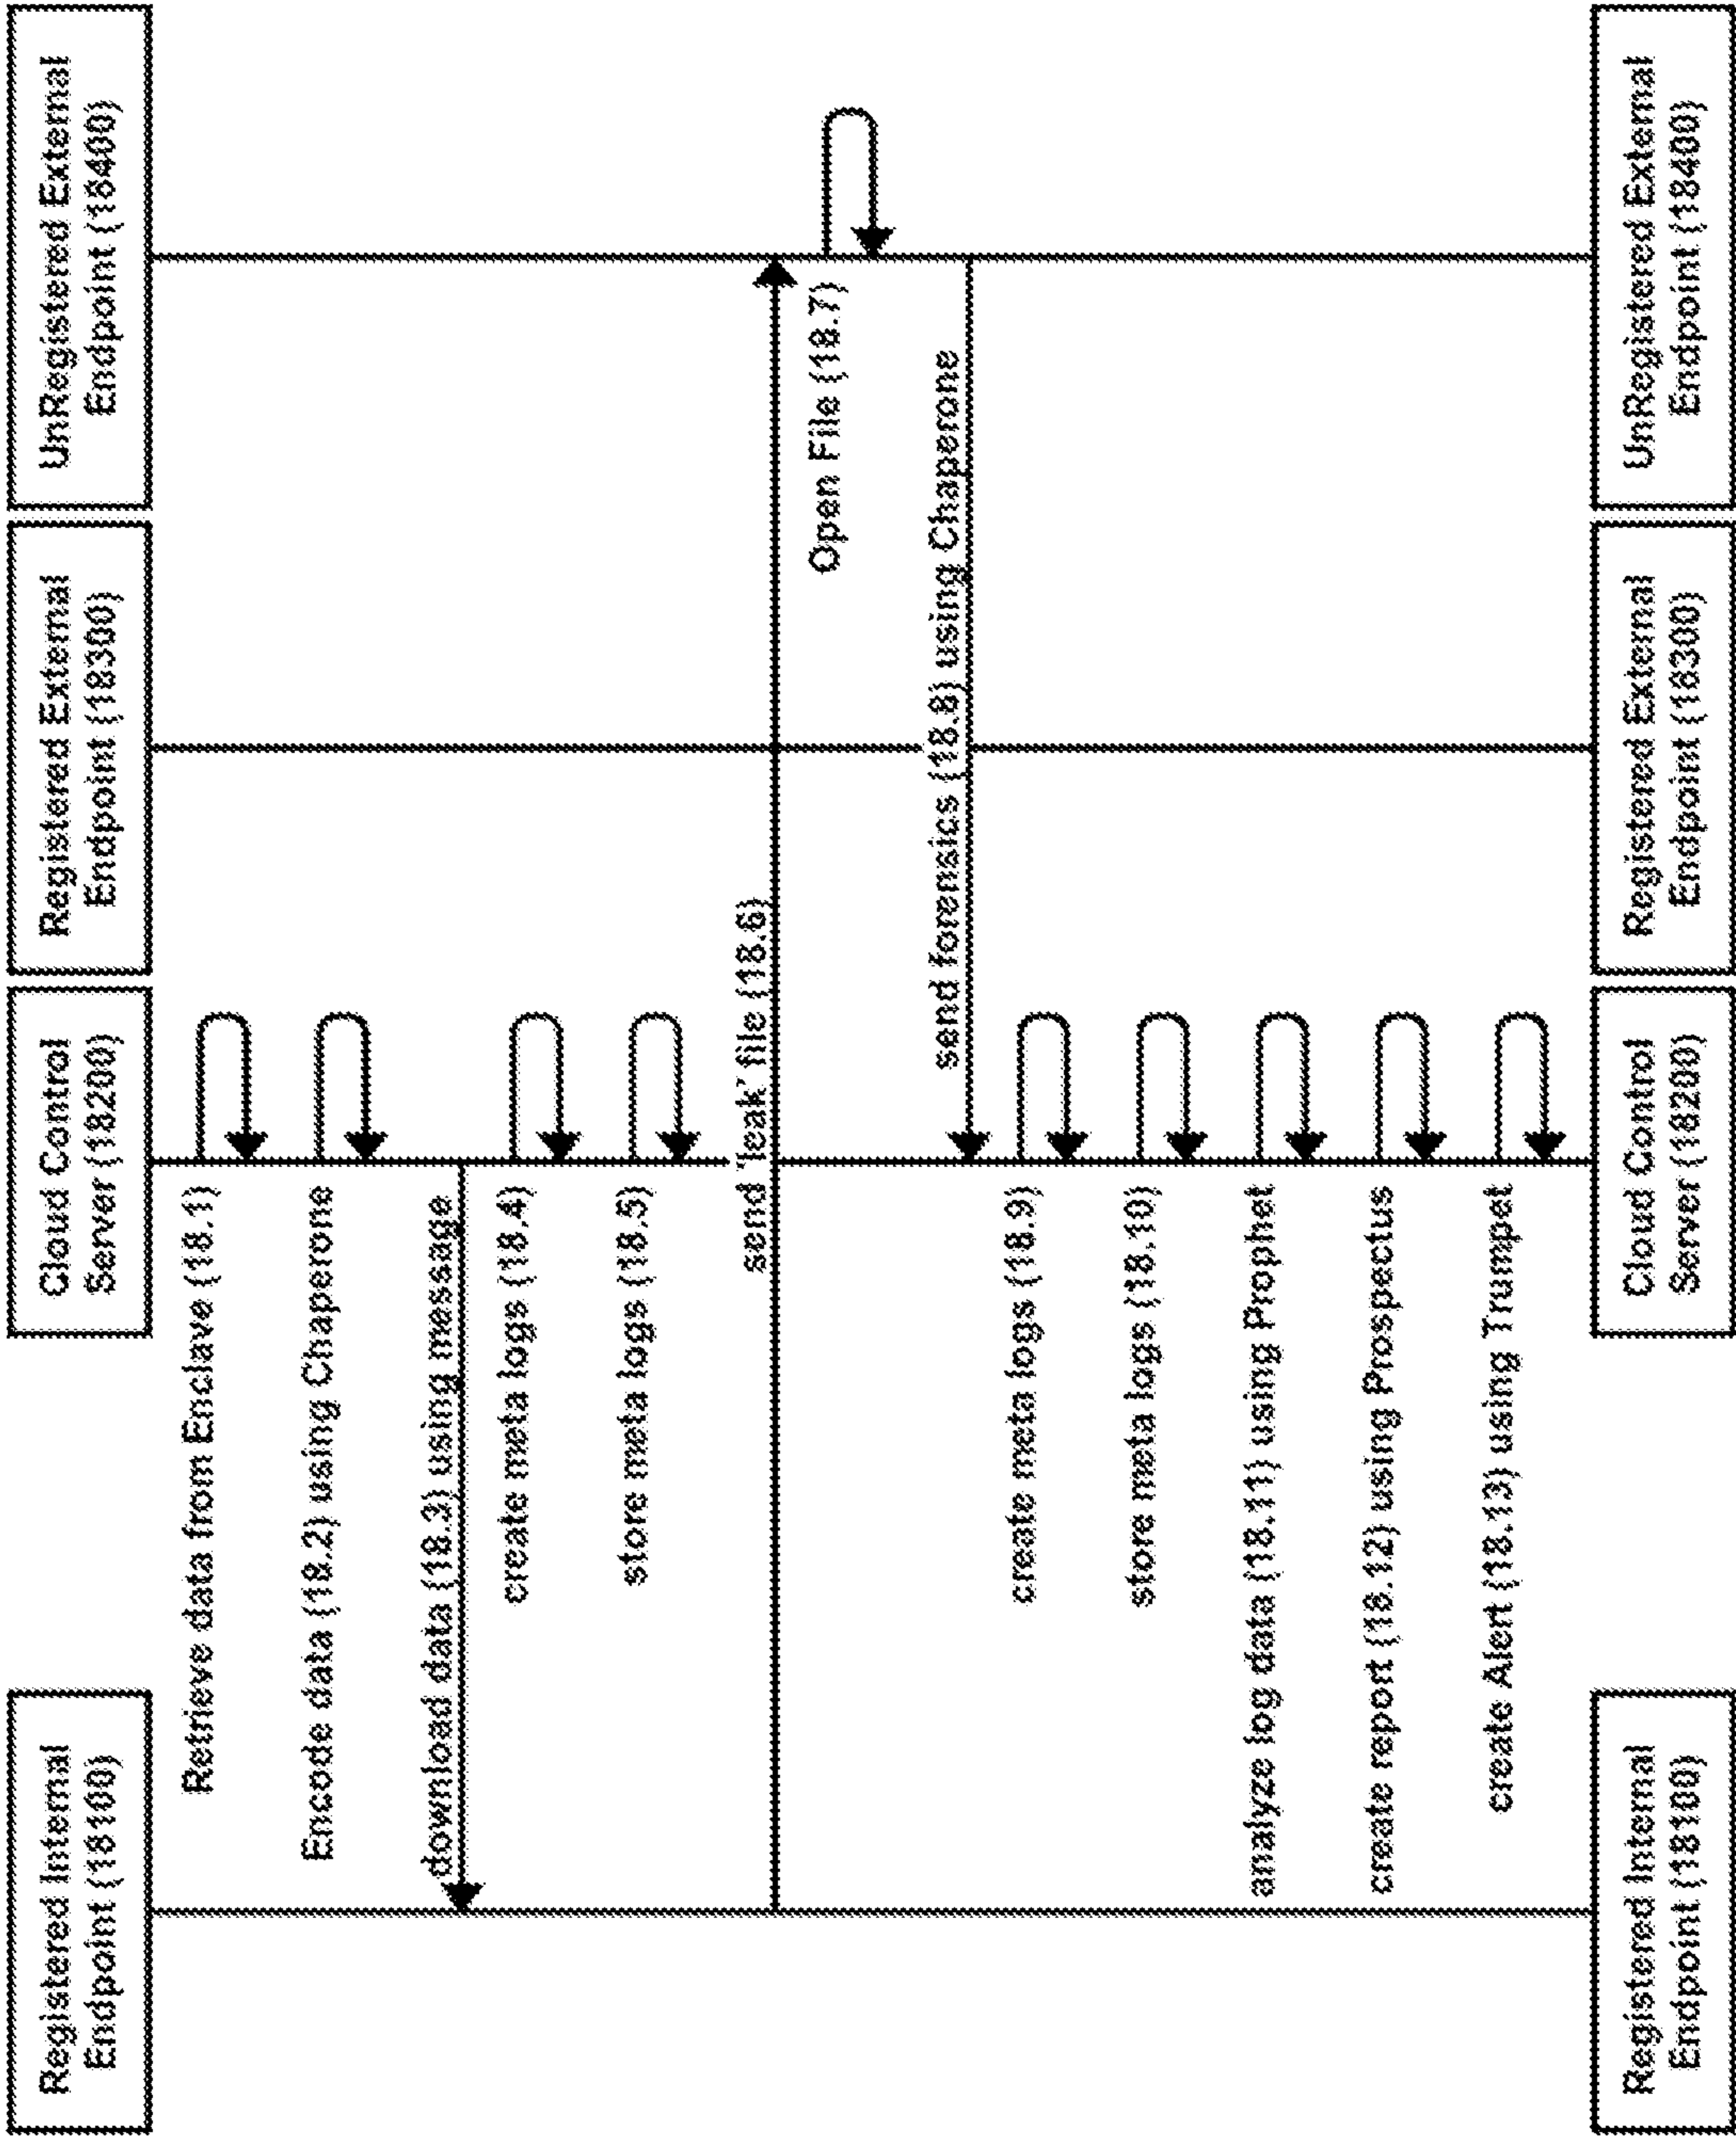 Registered Internal
Endpoint (18100)
Cloud Control
Server (18200)
Registered External
Endpoint (18300)
UnRegistered External
Endpoint (18400)
Retrieve data from Enclave (18.1)
Encode data (18.2) using Chaperone
download data (18.3) using message
create meta logs (18.4)
store meta logs (18.5)
send 'leak' file (18.6)
Open File (18.7)
send forensics (18.8) using Chaperone
create meta logs (18.9)
store meta logs (18.10)
analyze log data (18.11) using Prophet
create report (18.12) using Prospectus
create Alert (18.13) using Trumpet
Registered Internal
Endpoint (18100)
Cloud Control
Server (18200)
Registered External
Endpoint (18300)
UnRegistered External
Endpoint (18400)